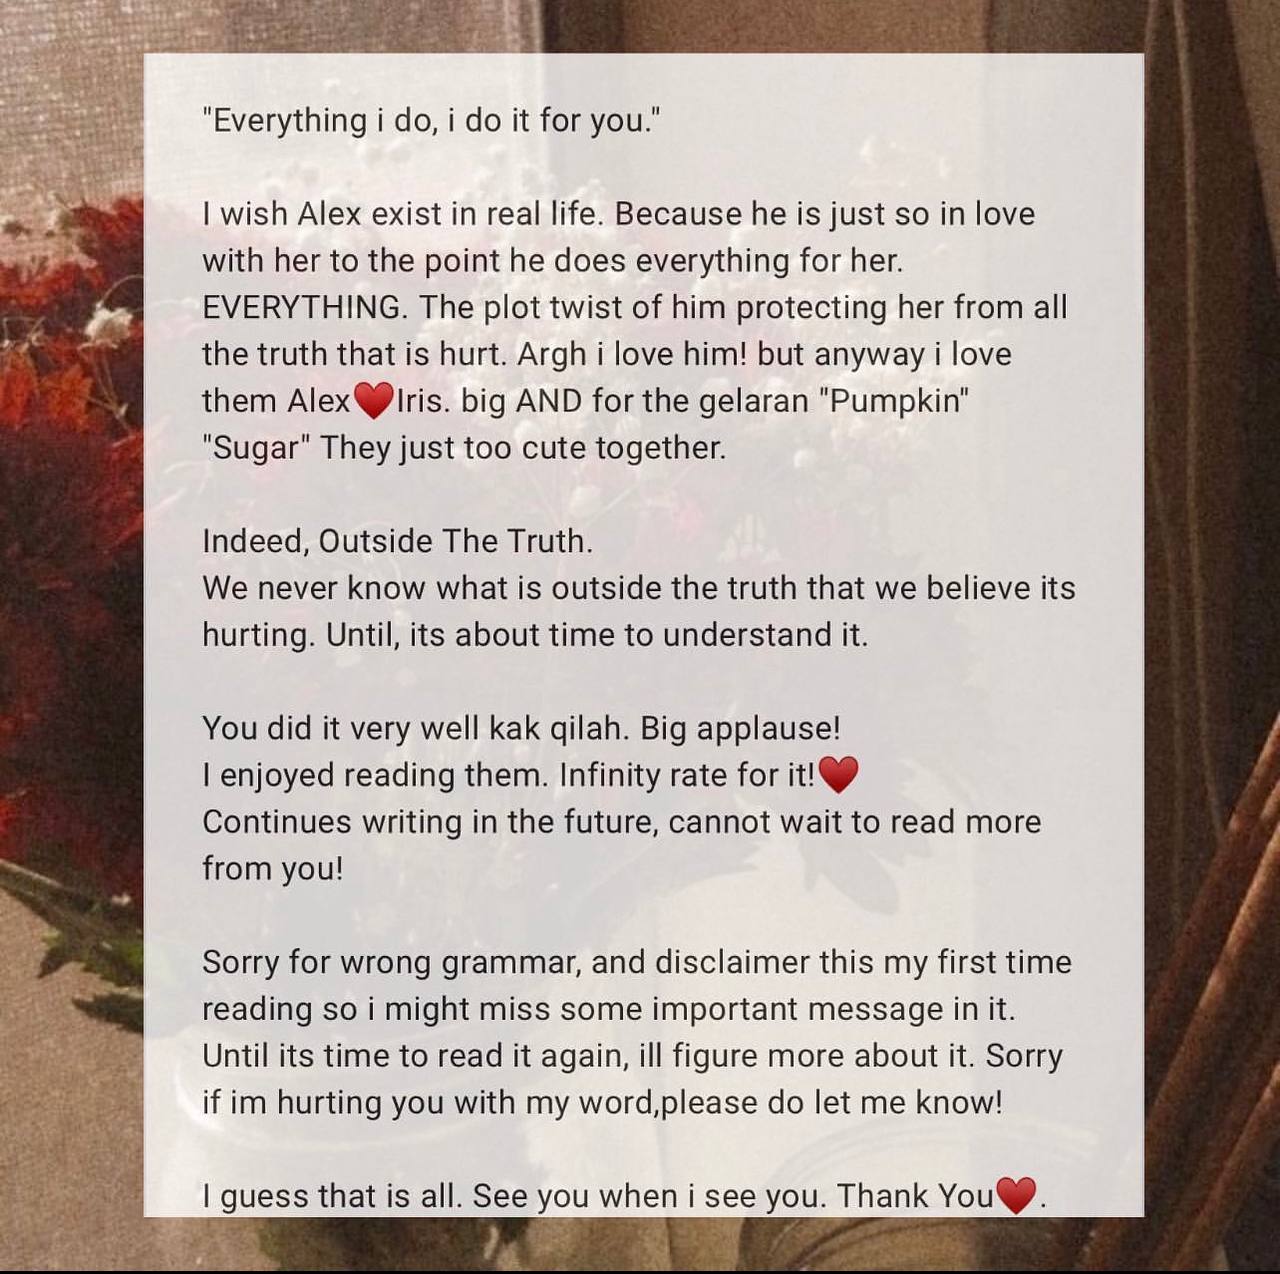 "Everything i do, i do it for you."
I wish Alex exist in real life. Because he is just so in love
with her to the point he does everything for her.
EVERYTHING. The plot twist of him protecting her from all
the truth that is hurt. Argh i love him! but anyway i love
them Alex♥️Iris. big AND for the gelaran "Pumpkin"
"Sugar" They just too cute together.
Indeed, Outside The Truth.
We never know what is outside the truth that we believe its
hurting. Until, its about time to understand it.
You did it very well kak qilah. Big applause!
I enjoyed reading them. Infinity rate for it!♥️
Continues writing in the future, cannot wait to read more
from you!
Sorry for wrong grammar, and disclaimer this my first time
reading so i might miss some important message in it.
Until its time to read it again, ill figure more about it. Sorry
if im hurting you with my word,please do let me know!
I guess that is all. See you when i see you. Thank You♥️.